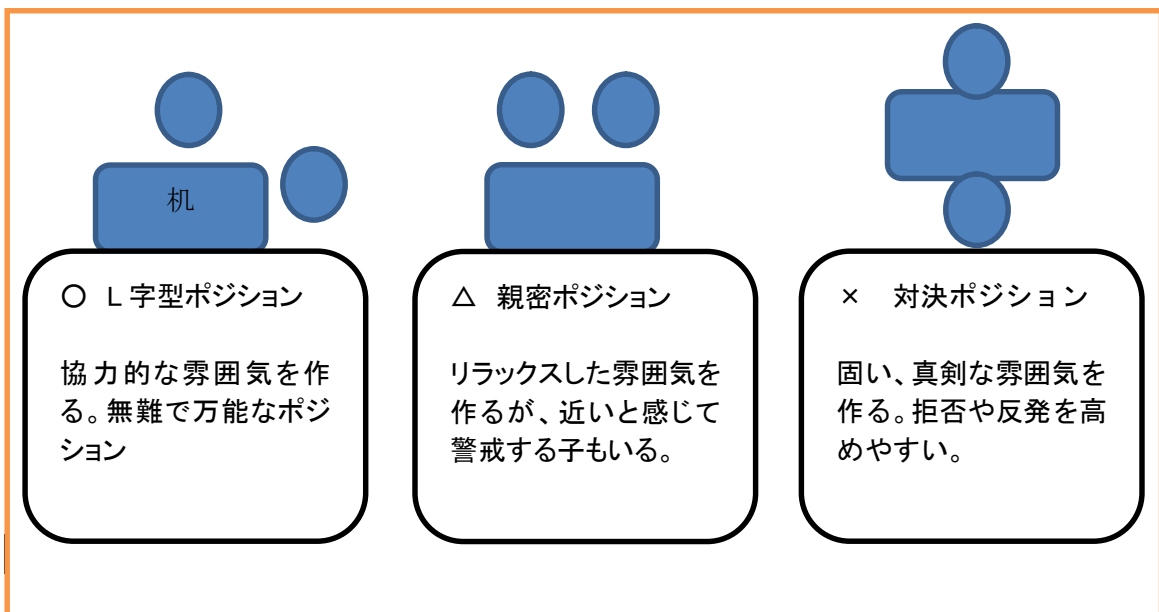 机
○ L字型ポジション
協力的な雰囲気を作
る。無難で万能なポジ
ション
△ 親密ポジション
リラックスした雰囲気を
作るが、近いと感じて
警戒する子もいる。
× 対決ポジション
固い、真剣な雰囲気を
作る。拒否や反発を高
めやすい。